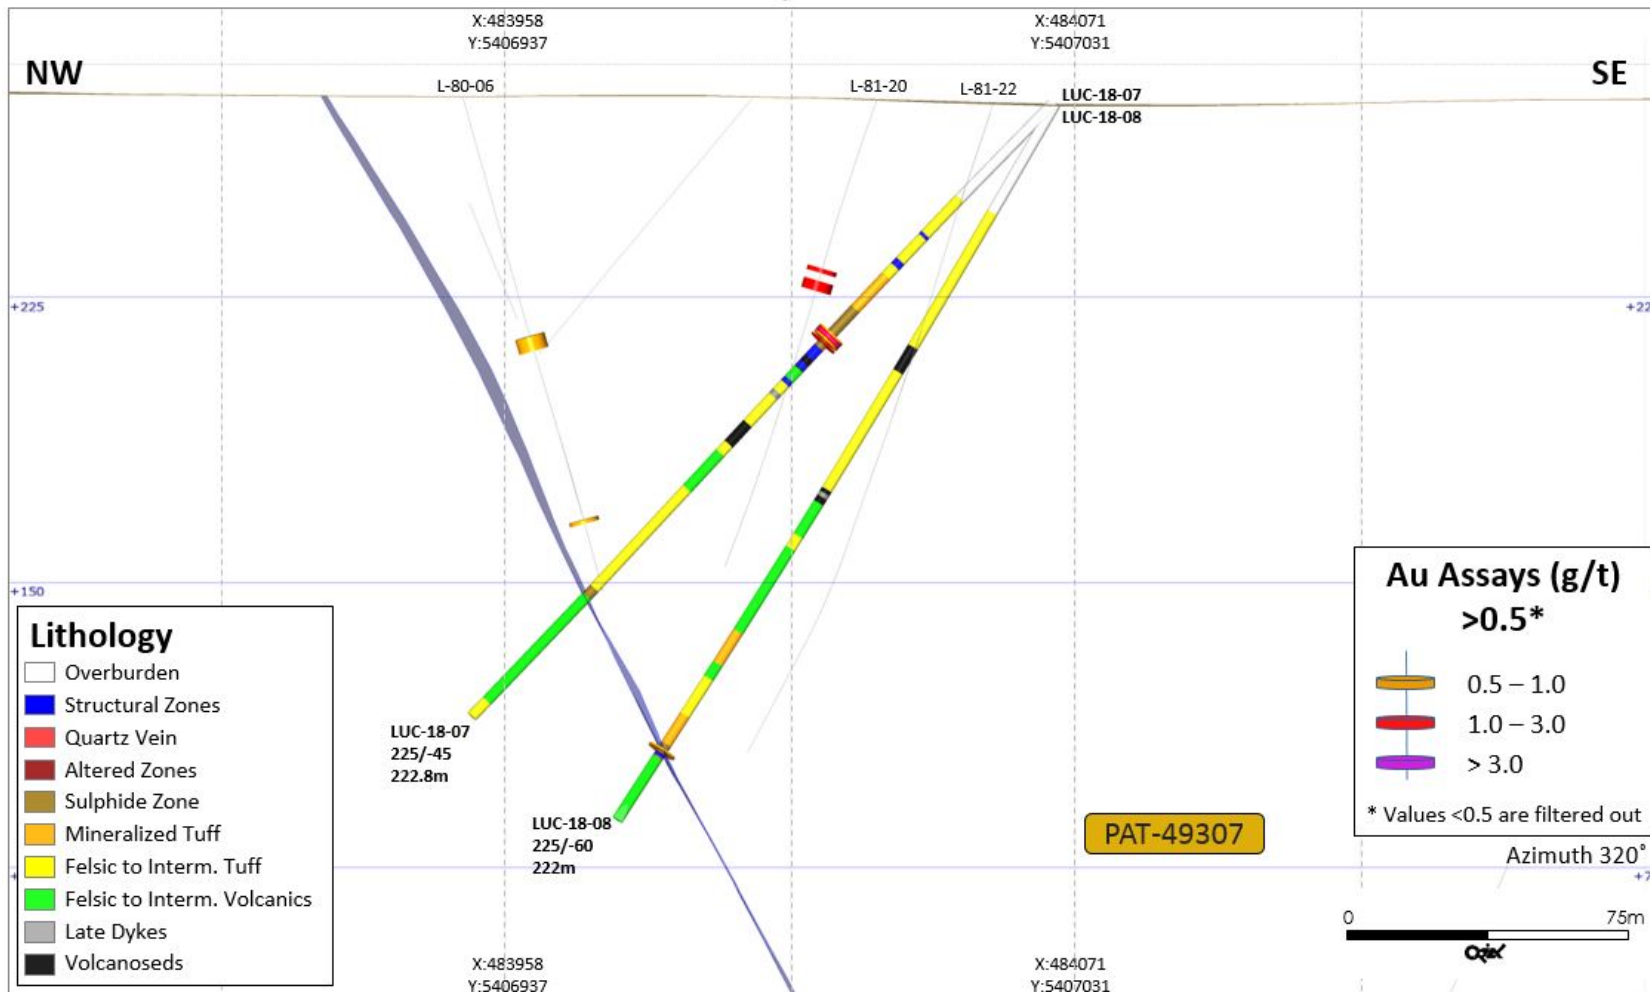 X:483958
Y:5406937
X:484071
Y:5407031
NW
SE
L-80-06
L-81-20
L-81-22
LUC-18-07
LUC-18-08
+225
+22
+150
Lithology
Overburden
Structural Zones
Quartz Vein
Altered Zones
Sulphide Zone
Mineralized Tuff
Felsic to Interm. Tuff
Felsic to Interm. Volcanics
Late Dykes
Volcanoseds
LUC-18-07
225/-45
222.8m
LUC-18-08
225/-60
222m
PAT-49307
Au Assays (g/t)
>0.5*
0.5 – 1.0
1.0 – 3.0
> 3.0
* Values <0.5 are filtered out
Azimuth 320°
+7
0
75m
X:483958
Y:5406937
X:484071
Y:5407031